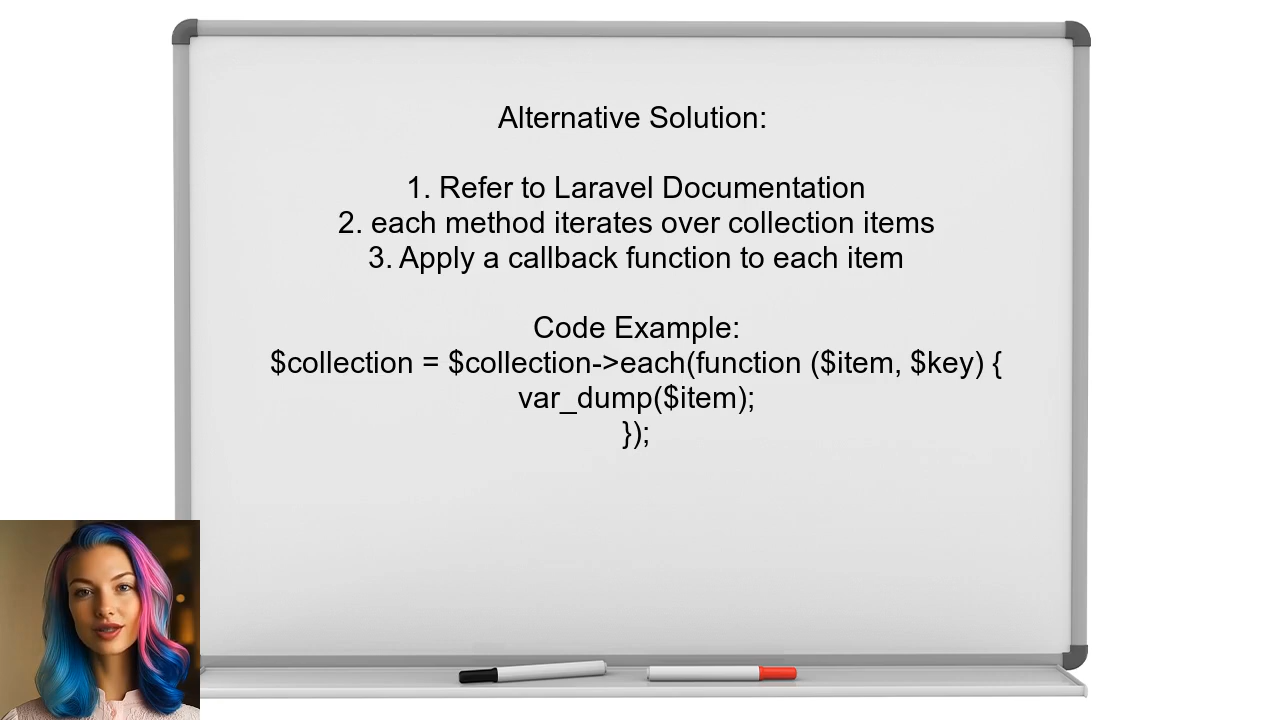 Alternative Solution:
1. Refer to Laravel Documentation
2. each method iterates over collection items
3. Apply a callback function to each item
Code Example:
$collection = $collection->each(function ($item, $key) {
var_dump($item);
});